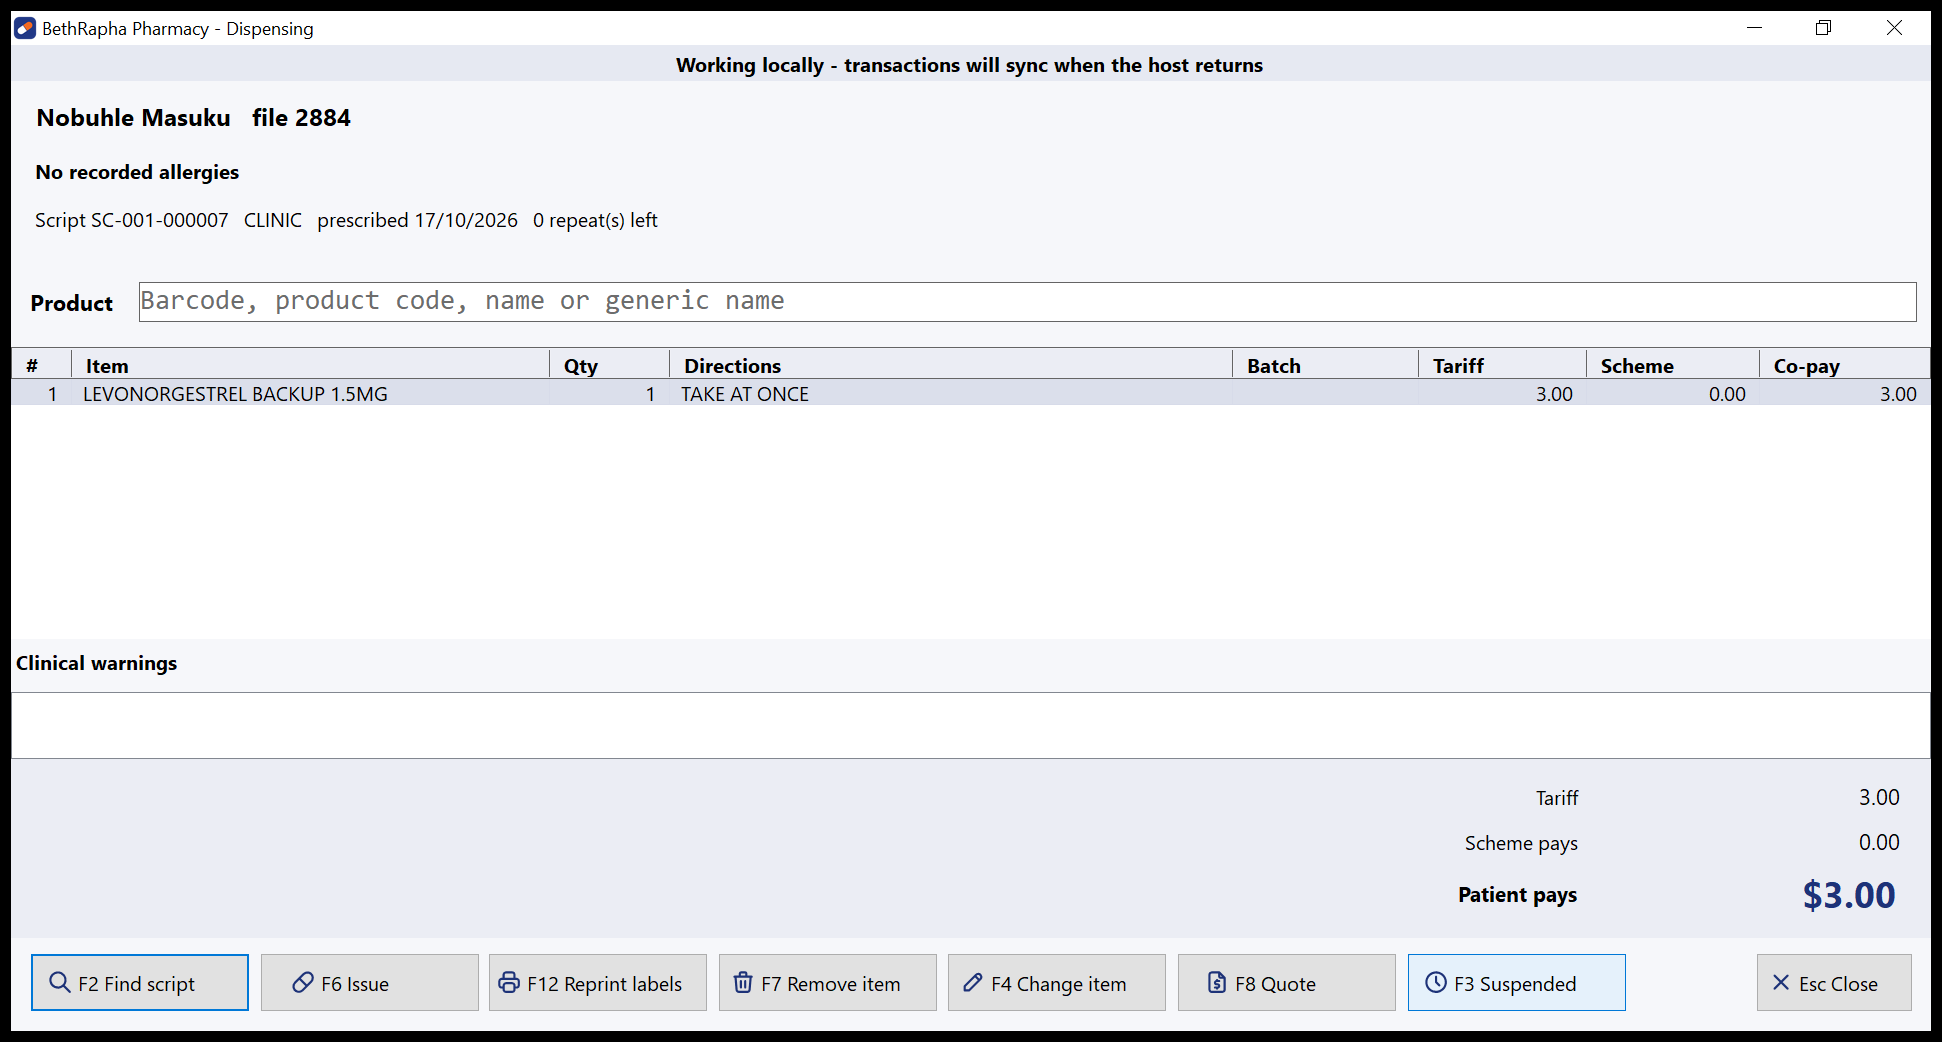 BethRapha Pharmacy - Dispensing
Working locally - transactions will sync when the host returns
Nobuhle Masuku file 2884
No recorded allergies
Script SC-001-000007 CLINIC prescribed 17/10/2026 0 repeat(s) left
Product Barcode, product code, name or generic name
# Item Qty Directions Batch Tariff Scheme Co-pay
1 LEVONORGESTREL BACKUP 1.5MG 1 TAKE AT ONCE 3.00 0.00 3.00
Clinical warnings
Tariff 3.00
Scheme pays 0.00
Patient pays $3.00
F2 Find script F6 Issue F12 Reprint labels F7 Remove item F4 Change item F8 Quote F3 Suspended Esc Close